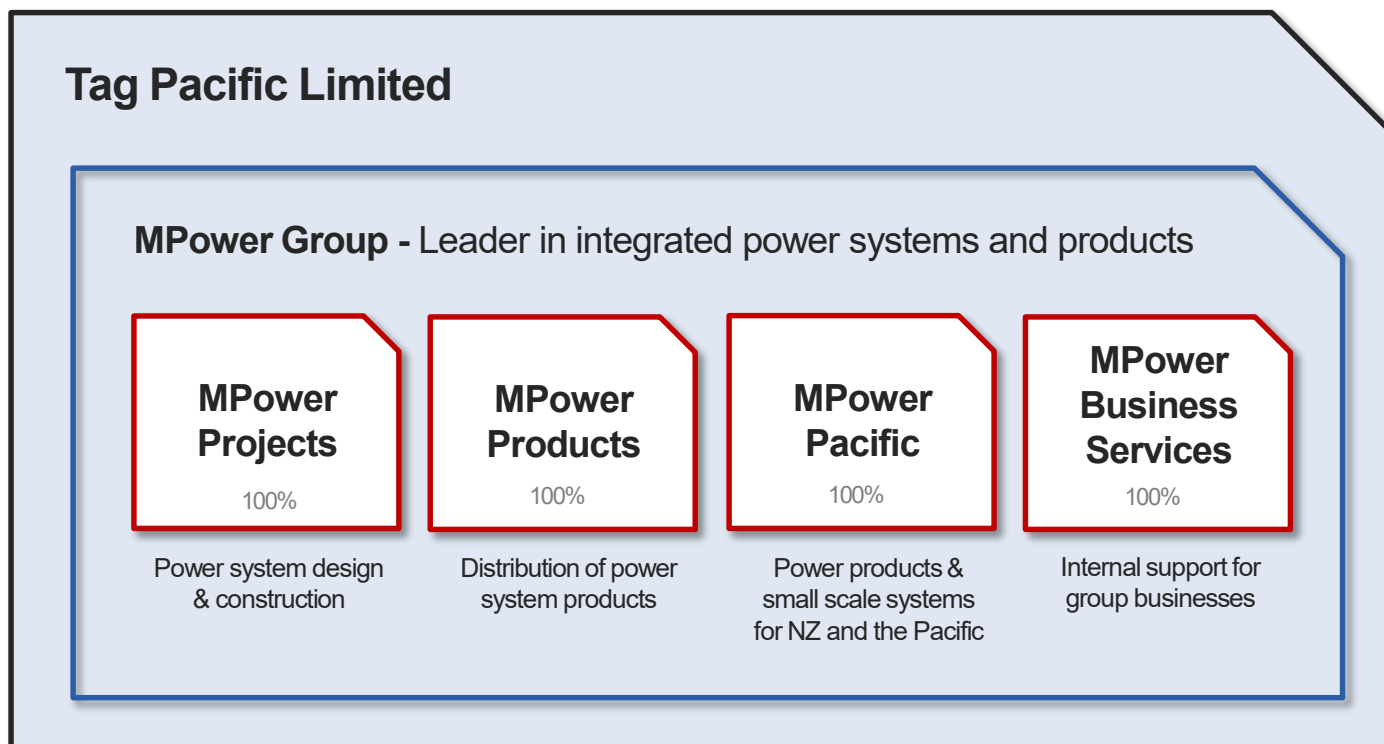 Tag Pacific Limited
MPower Group - Leader in integrated power systems and products
MPower
Projects
100%
Power system design
& construction
MPower
Products
100%
Distribution of power
system products
MPower
Pacific
100%
Power products &
small scale systems
for NZ and the Pacific
MPower
Business
Services
100%
Internal support for
group businesses